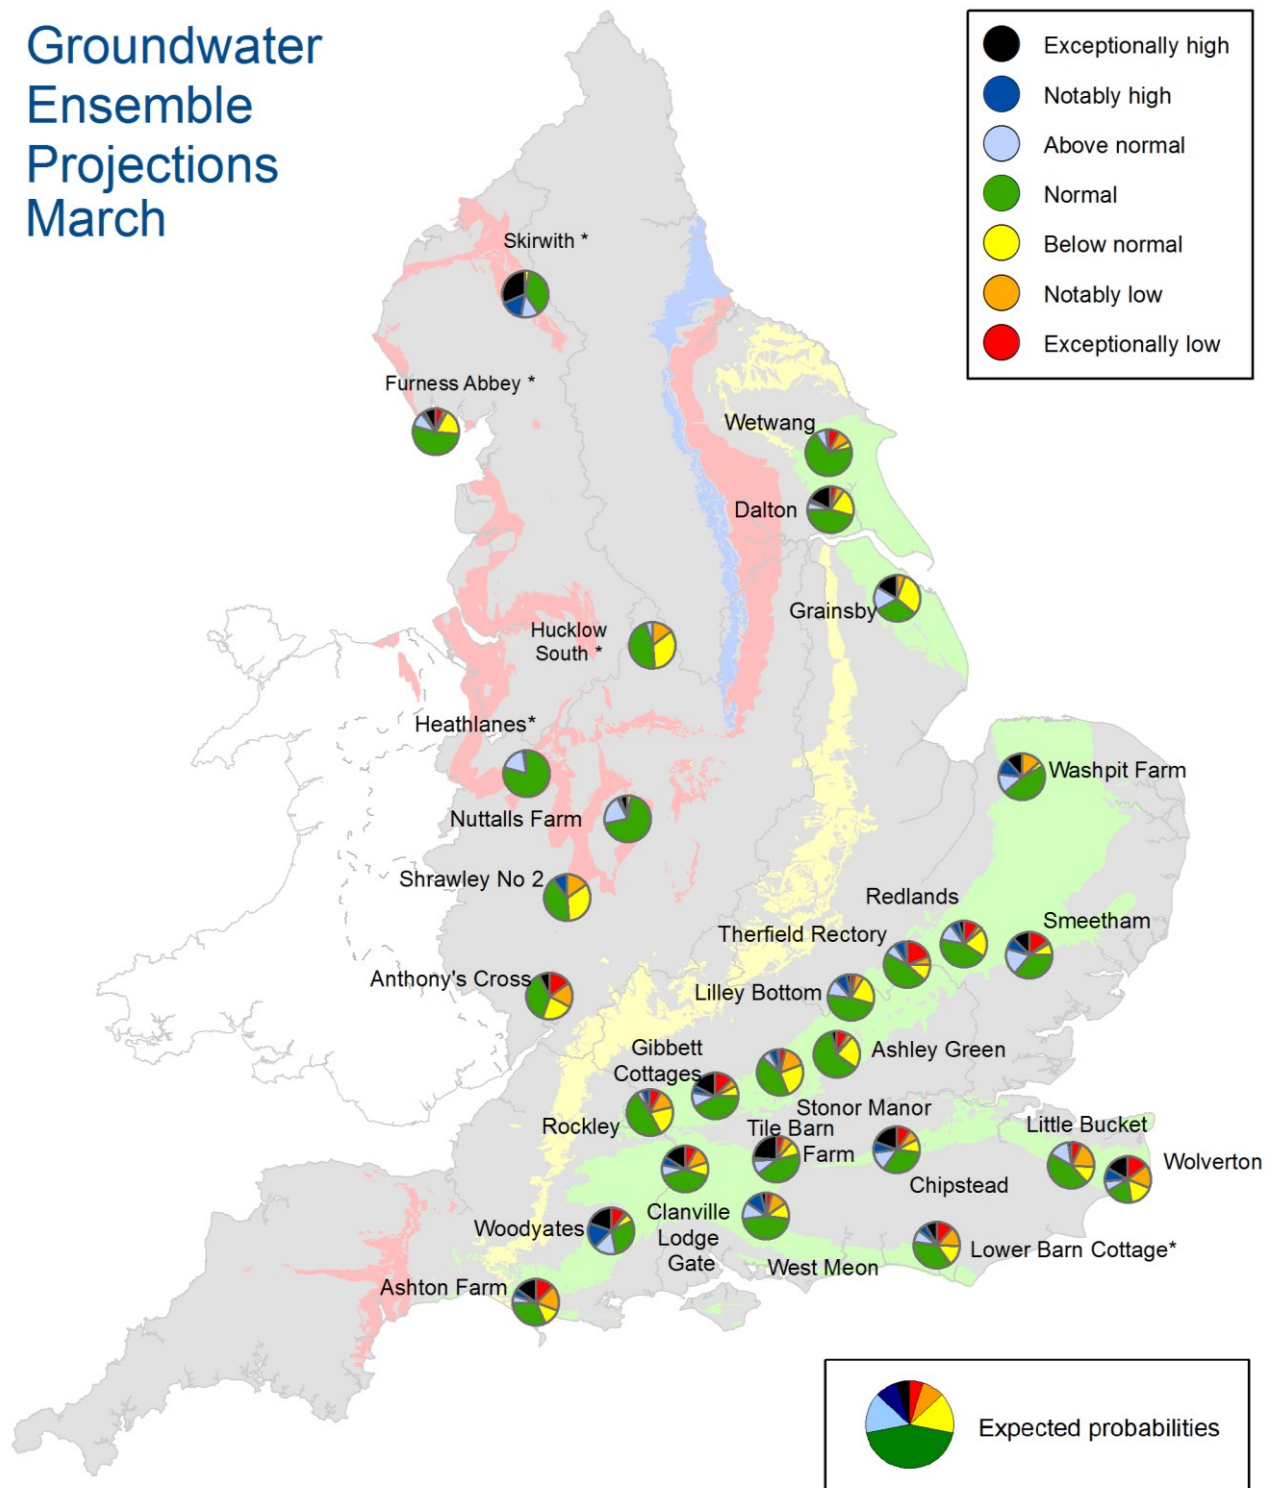 Groundwater
Ensemble
Projections
March
Exceptionally high
Notably high
Above normal
Normal
Below normal
Notably low
Exceptionally low
Skirwith *
Furness Abbey *
Wetwang
Dalton
Grainsby
Hucklow
South *
Heathlanes*
Nuttalls Farm
Washpit Farm
Shrawley No 2
Redlands
Smeetham
Therfield Rectory
Anthony's Cross
Lilley Bottom
Gibbett
Cottages
Ashley Green
Rockley
Stonor Manor
Tile Barn
Farm
Little Bucket
Wolverton
Chipstead
Woodyates
Clanville
Lodge
Gate
West Meon
Lower Barn Cottage*
Ashton Farm
Expected probabilities